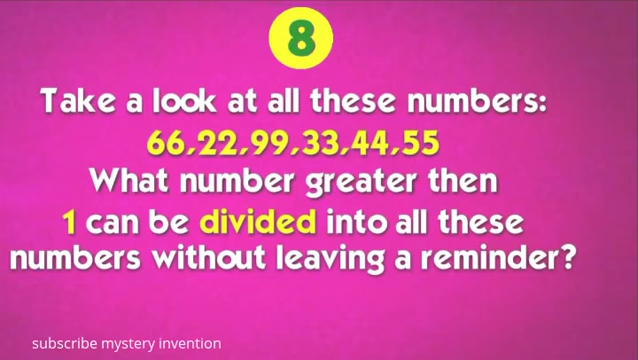 8
Take a look at all these numbers:
66,22,99,33,44,55
What number greater then
1 can be divided into all these
numbers without leaving a reminder?
subscribe mystery invention